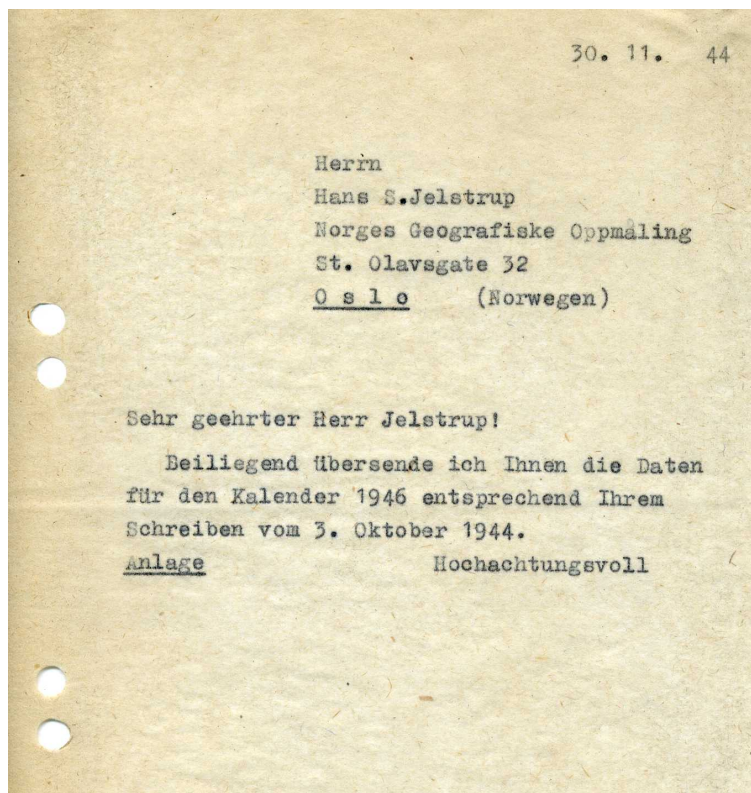 30. 11. 44
Herrn
Hans S.Jelstrup
Norges Geografiske Oppmåling
St. Olavsgate 32
O s l o (Norwegen)
Sehr geehrter Herr Jelstrup!
Beiliegend übersende ich Ihnen die Daten
für den Kalender 1946 entsprechend Ihrem
Schreiben vom 3. Oktober 1944.
Anlage Hochachtungsvoll